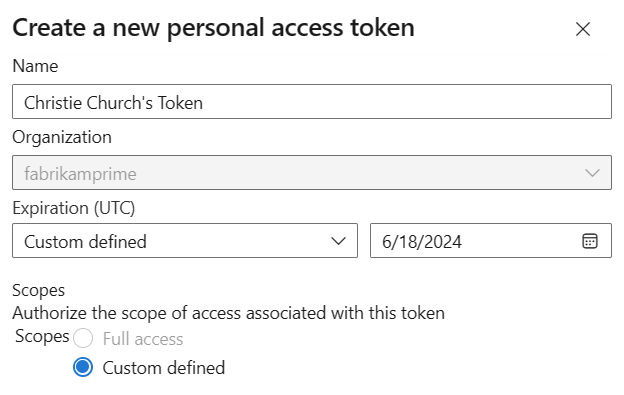 Create a new personal access token
Name
Christie Church's Token
Organization
fabrikamprime
Expiration (UTC)
Custom defined 6/18/2024
Scopes
Authorize the scope of access associated with this token
Scopes Full access
Custom defined